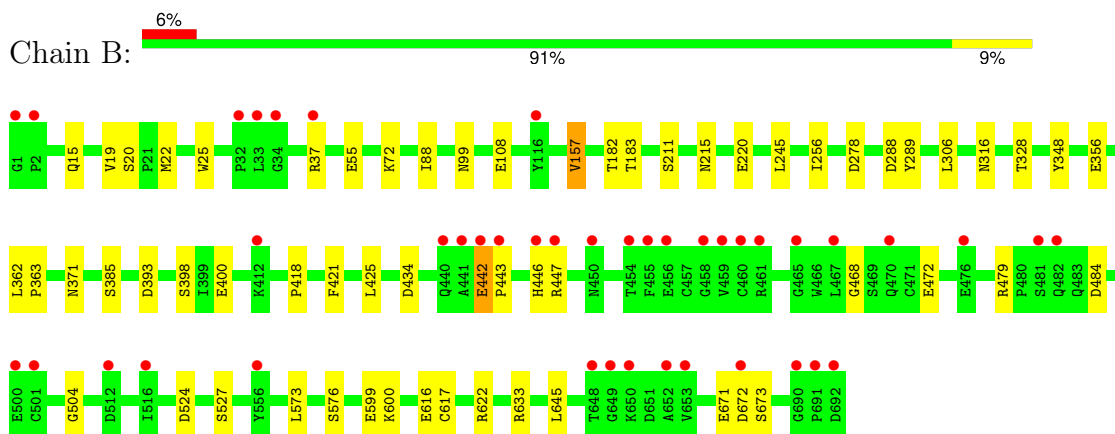 6%
Chain B:
91% 9%
G1 P2 Q15 V19 S20 P21 M22 W25 P32 L33 G34 R37 E55 K72 I88 N99 E108 Y116 V157 T182 T183 S211 N215 E220 L245 I256 D278 D288 Y289 L306 N316 T328 Y348 E356
L362 P363 N371 S385 D393 S398 I399 E400 K412 P418 F421 L425 D434 Q440 A441 E442 P443 H446 R447 N450 T454 F455 E456 C457 G458 V459 C460 R461 G465 W466 L467 G468 S469 Q470 C471 E472 E476 R479 P480 S481 Q482 Q483 D484
E500 C501 G504 D512 I516 D524 S527 Y556 L573 S576 E599 K600 E616 C617 R622 R633 L645 T648 G649 K650 D651 A652 V653 E671 D672 S673 G690 P691 D692